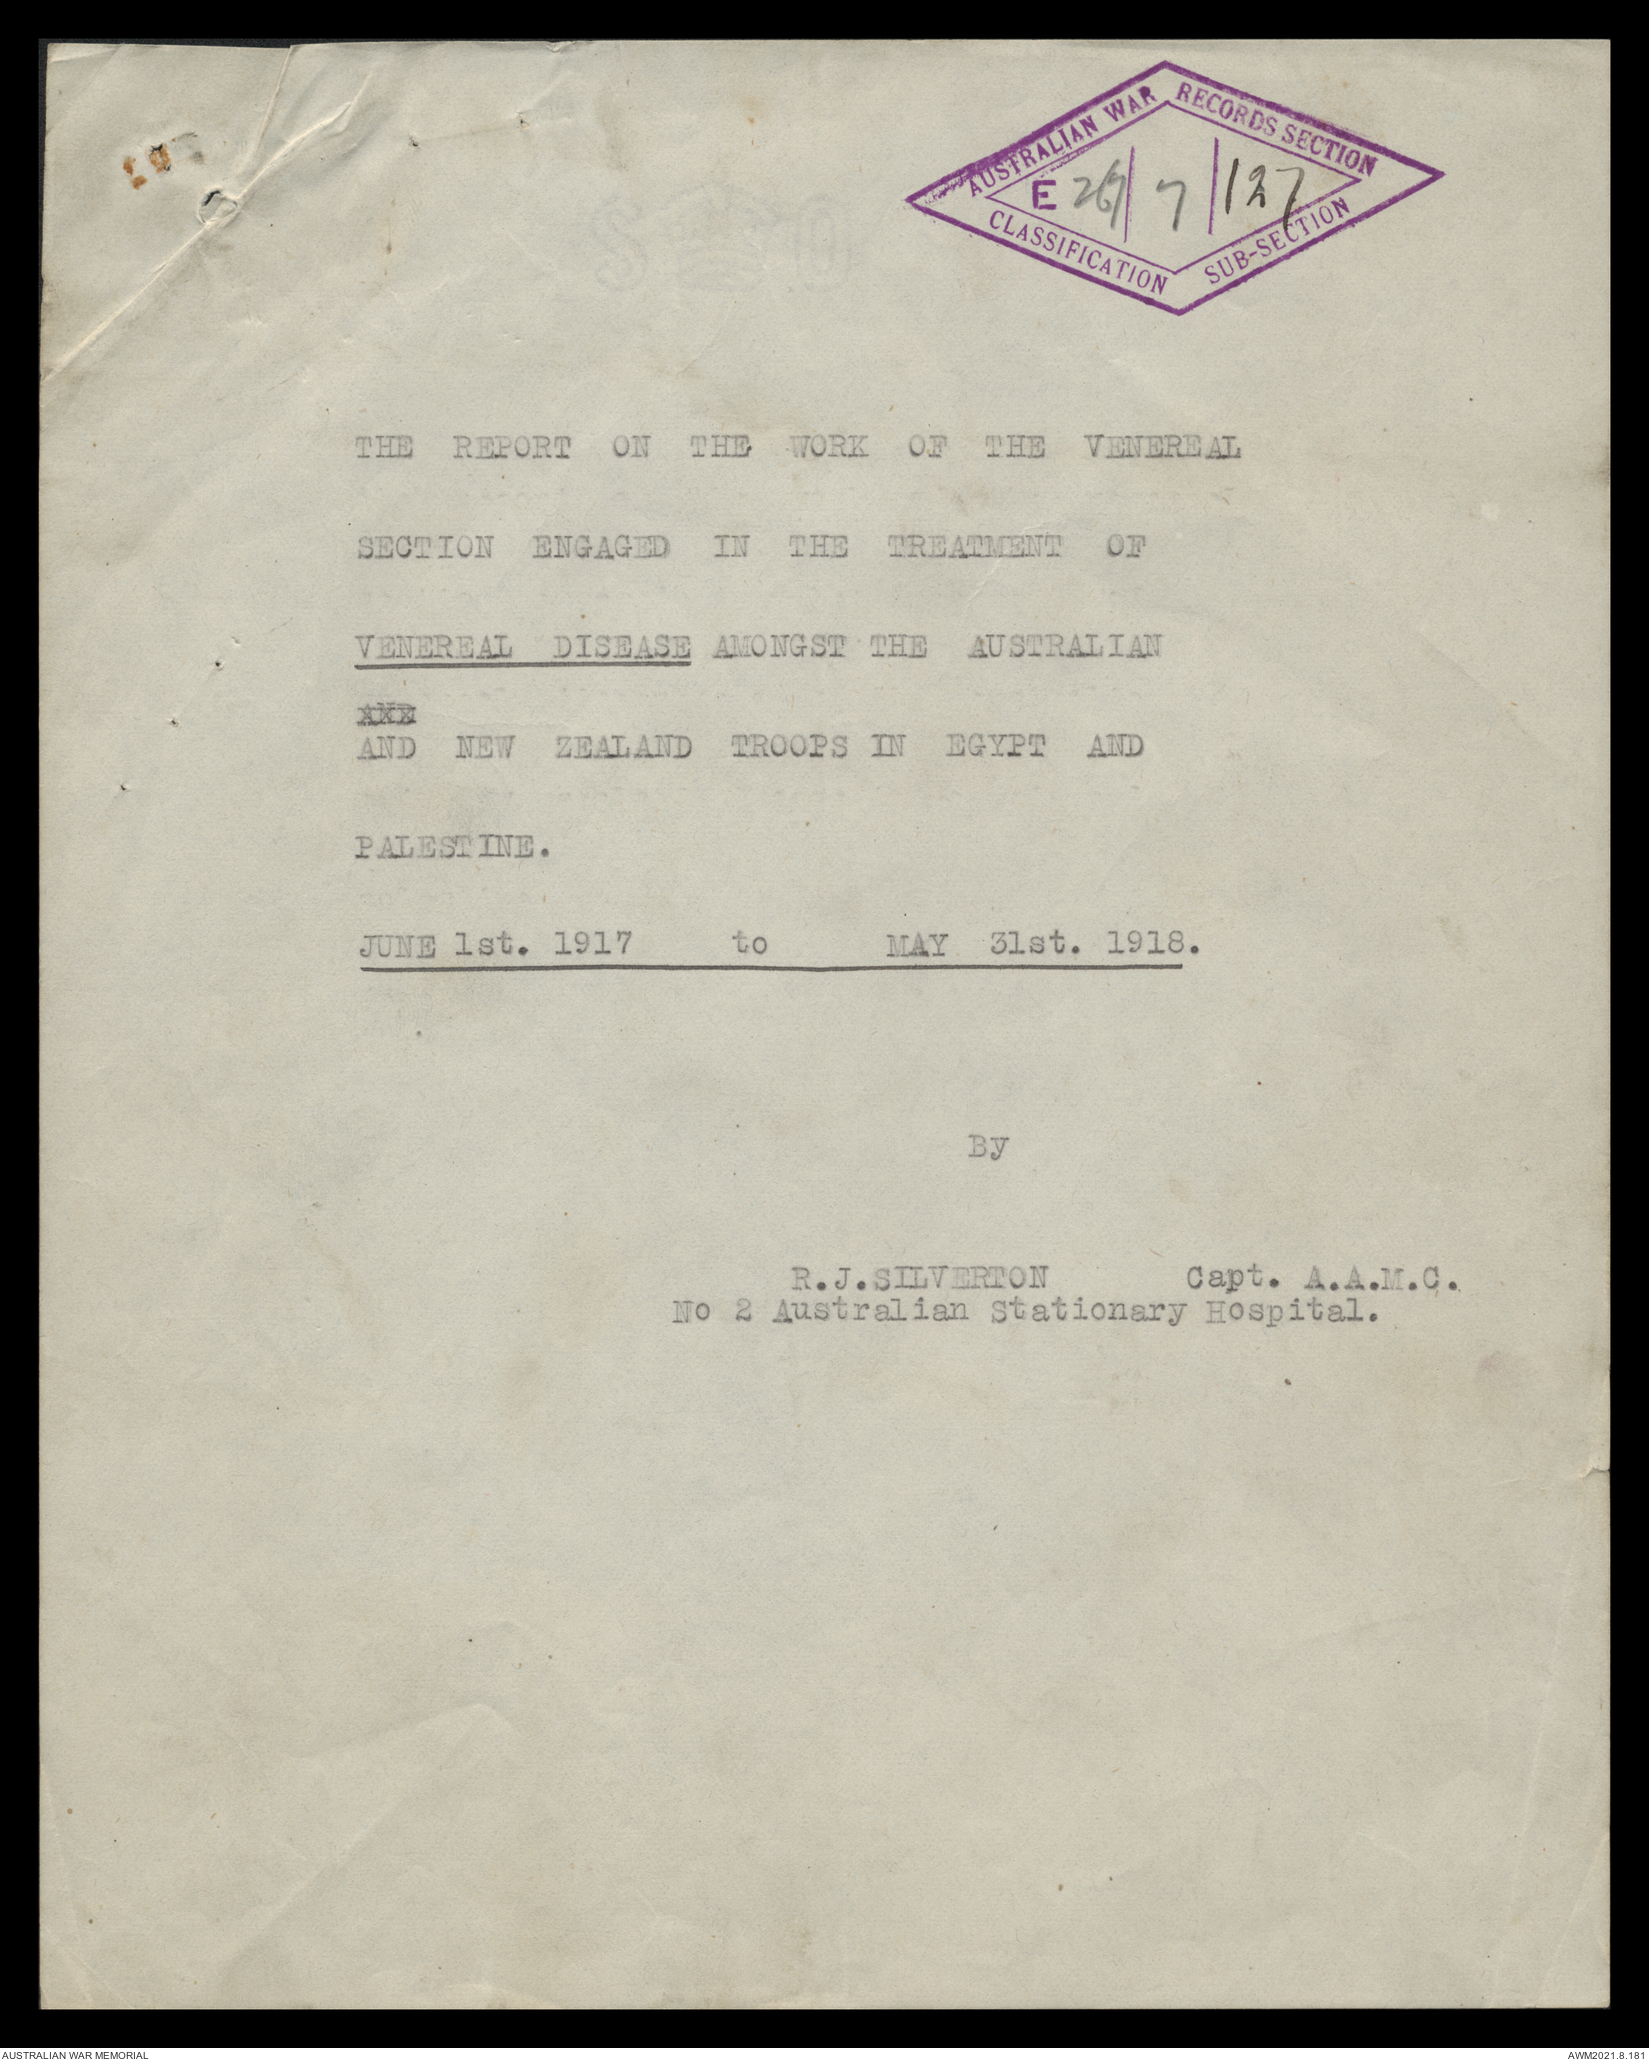 AUSTRALIAN WAR RECORDS SECTION
E 26/7/127
CLASSIFICATION SUB-SECTION
THE REPORT ON THE WORK OF THE VENEREAL
SECTION ENGAGED IN THE TREATMENT OF
VENEREAL DISEASE AMONGST THE AUSTRALIAN
AND NEW ZEALAND TROOPS IN EGYPT AND
PALESTINE.
JUNE 1st. 1917 to MAY 31st. 1918.
By
R.J.SILVERTON Capt. A.A.M.C.
No 2 Australian Stationary Hospital.
AUSTRALIAN WAR MEMORIAL
AWM2021.8.181